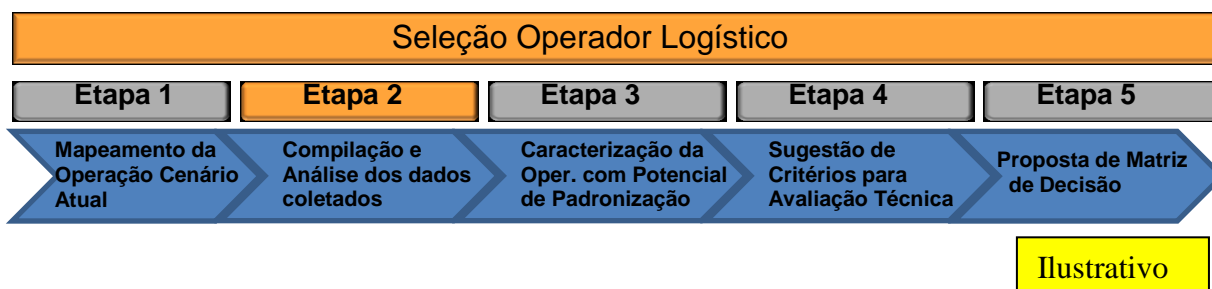 Seleção Operador Logístico
Etapa 1
Etapa 2
Etapa 3
Etapa 4
Etapa 5
Mapeamento da
Operação Cenário
Atual
Compilação e
Análise dos dados
coletados
Caracterização da
Oper. com Potencial
de Padronização
Sugestão de
Critérios para
Avaliação Técnica
Proposta de Matriz
de Decisão
Ilustrativo